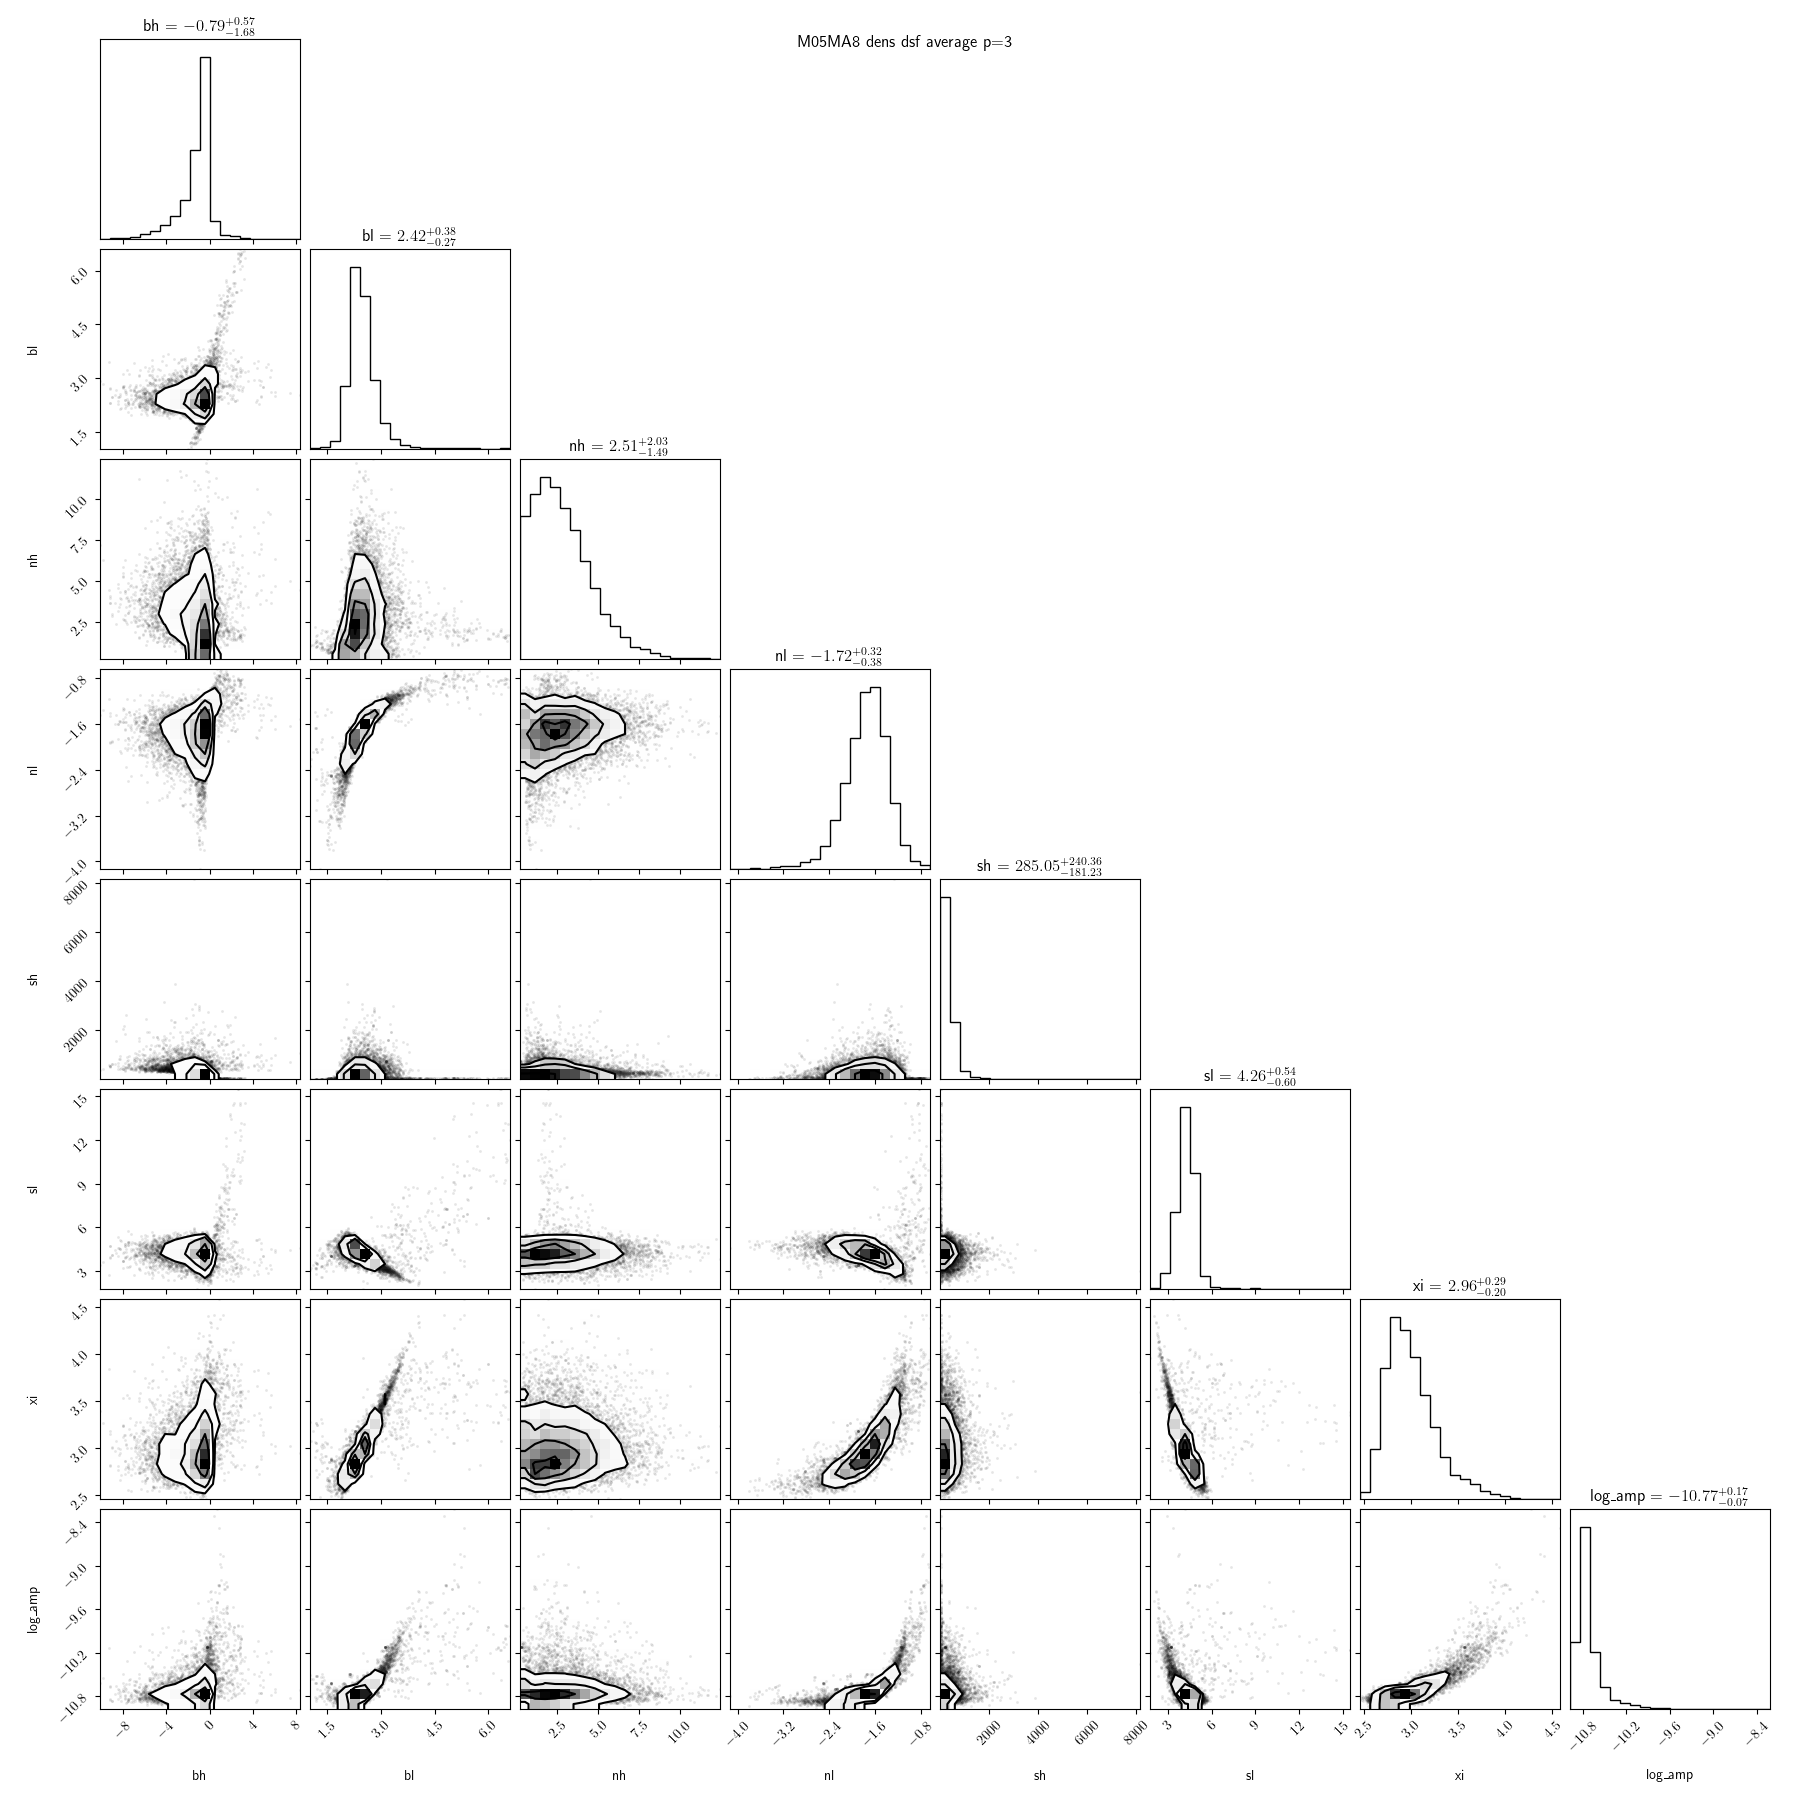 bh = −0.79+0.57−1.68
M05MA8 dens dsf average p=3
bl = 2.42+0.38−0.27
6.0
4.5
3.0
1.5
bl
nh = 2.51+2.03−1.49
10.0
7.5
5.0
2.5
nh
nl = −1.72+0.32−0.38
−0.8
−1.6
−2.4
−3.2
−4.0
nl
sh = 285.05+240.36−181.23
8000
6000
4000
2000
sh
sl = 4.26+0.54−0.60
15
12
9
6
3
sl
xi = 2.96+0.29−0.20
4.5
4.0
3.5
3.0
2.5
xi
log_amp = −10.77+0.17−0.07
−8.4
−9.0
−9.6
−10.2
−10.8
log_amp
−8 −4 0 4 8 1.5 3.0 4.5 6.0 2.5 5.0 7.5 10.0 −4.0 −3.2 −2.4 −1.6 −0.8 2000 4000 6000 8000 3 6 9 12 15 2.5 3.0 3.5 4.0 4.5 −10.8 −10.2 −9.6 −9.0 −8.4
bh bl nh nl sh sl xi log_amp